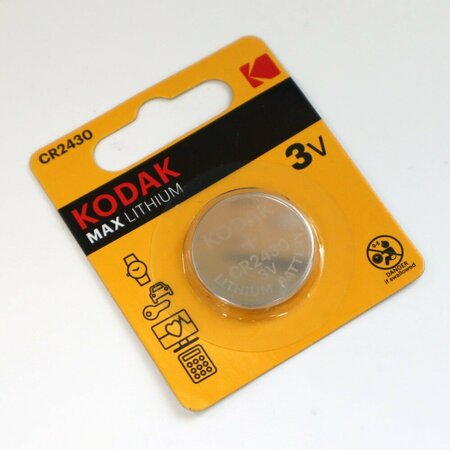 CR2430
KODAK
MAX LITHIUM
3V
KODAK
CR2430
3V
LITHIUM BATTERY
DANGER
if swallowed